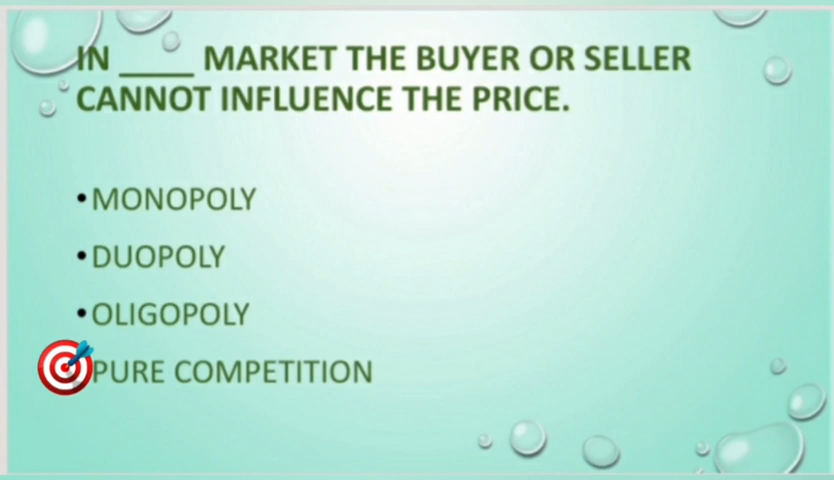 IN ____ MARKET THE BUYER OR SELLER
CANNOT INFLUENCE THE PRICE.
•MONOPOLY
•DUOPOLY
•OLIGOPOLY
PURE COMPETITION